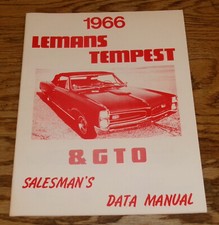 1966
LEMANS
TEMPEST
& GTO
SALESMAN'S
DATA MANUAL